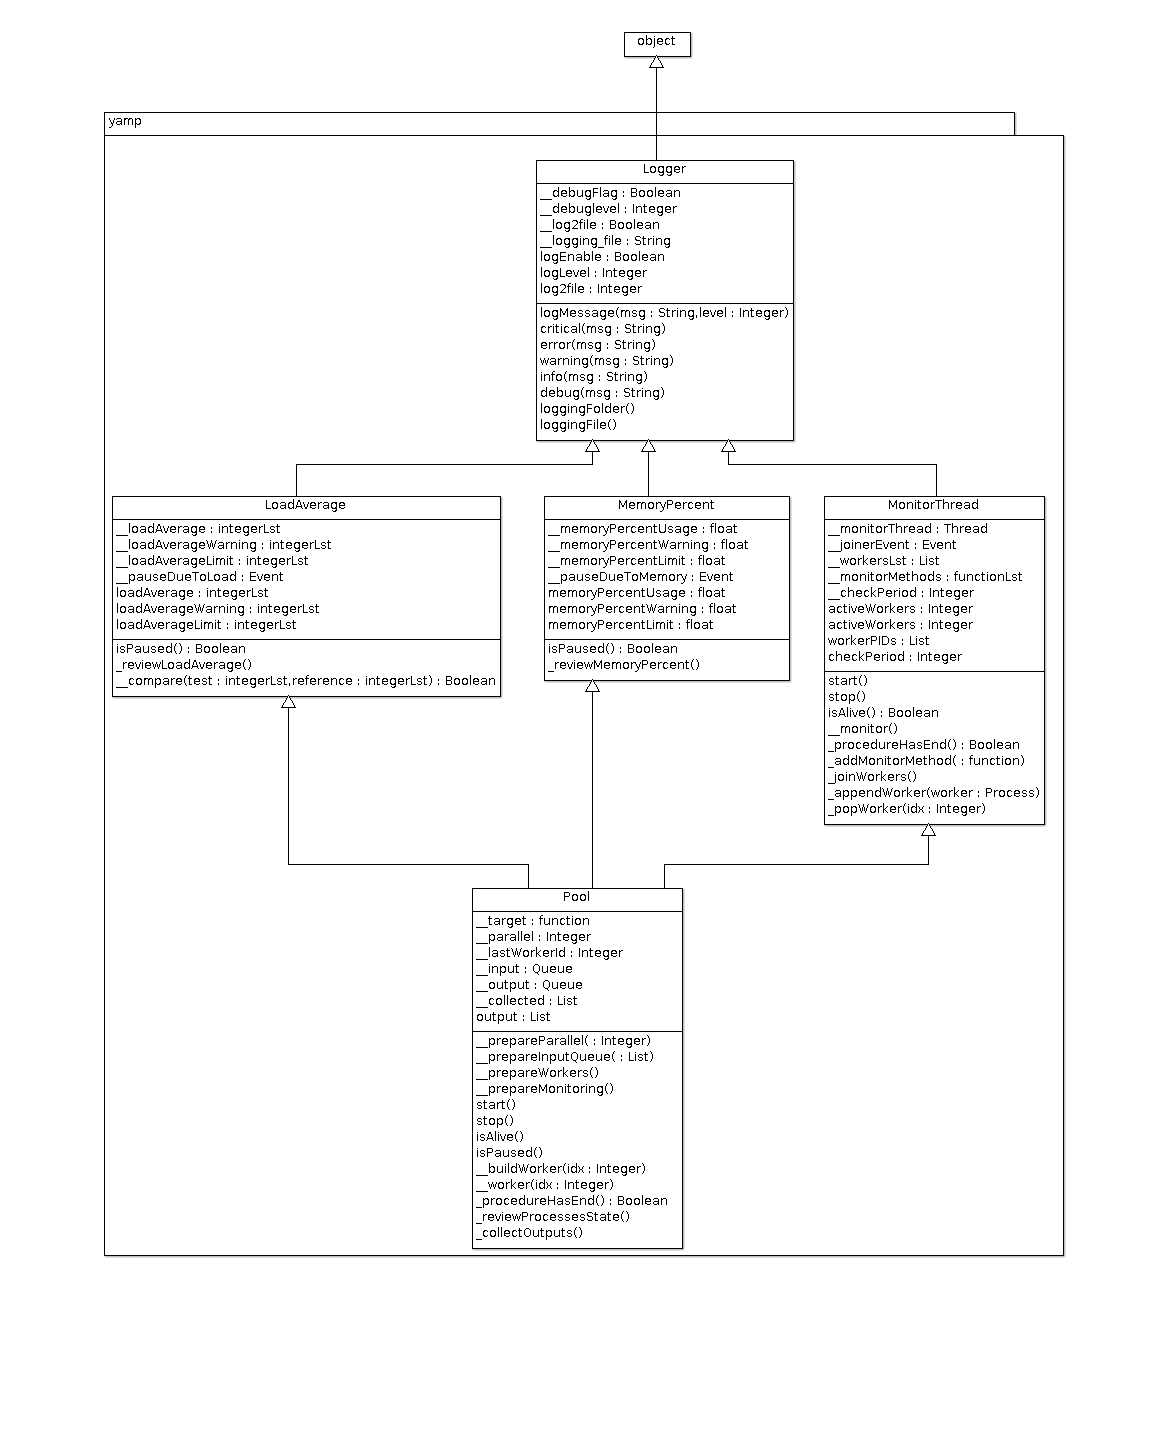 object
yamp
Logger
__debugFlag : Boolean
__debuglevel : Integer
__log2file : Boolean
__logging_file : String
logEnable : Boolean
logLevel : Integer
log2file : Integer
logMessage(msg : String,level : Integer)
critical(msg : String)
error(msg : String)
warning(msg : String)
info(msg : String)
debug(msg : String)
loggingFolder()
loggingFile()
LoadAverage
__loadAverage : integerLst
__loadAverageWarning : integerLst
__loadAverageLimit : integerLst
__pauseDueToLoad : Event
loadAverage : integerLst
loadAverageWarning : integerLst
loadAverageLimit : integerLst
isPaused() : Boolean
_reviewLoadAverage()
__compare(test : integerLst,reference : integerLst) : Boolean
MemoryPercent
__memoryPercentUsage : float
__memoryPercentWarning : float
__memoryPercentLimit : float
__pauseDueToMemory : Event
memoryPercentUsage : float
memoryPercentWarning : float
memoryPercentLimit : float
isPaused() : Boolean
_reviewMemoryPercent()
MonitorThread
__monitorThread : Thread
__joinerEvent : Event
__workersLst : List
__monitorMethods : functionLst
__checkPeriod : Integer
activeWorkers : Integer
activeWorkers : Integer
workerPIDs : List
checkPeriod : Integer
start()
stop()
isAlive() : Boolean
__monitor()
_procedureHasEnd() : Boolean
_addMonitorMethod( : function)
_joinWorkers()
_appendWorker(worker : Process)
_popWorker(idx : Integer)
Pool
__target : function
__parallel : Integer
__lastWorkerId : Integer
__input : Queue
__output : Queue
__collected : List
output : List
__prepareParallel( : Integer)
__prepareInputQueue( : List)
__prepareWorkers()
__prepareMonitoring()
start()
stop()
isAlive()
isPaused()
__buildWorker(idx : Integer)
__worker(idx : Integer)
_procedureHasEnd() : Boolean
_reviewProcessesState()
_collectOutputs()